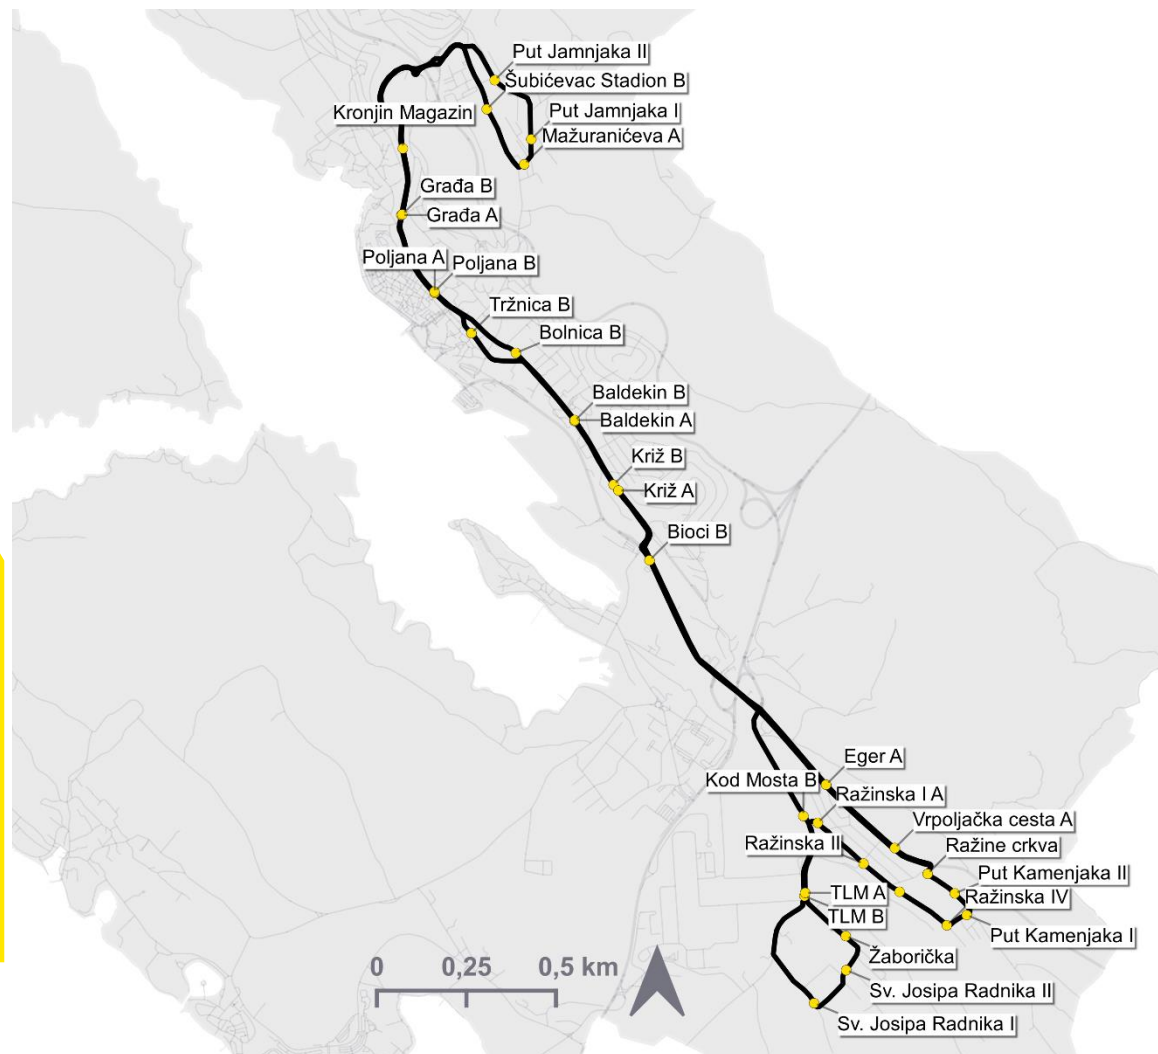 Put Jamnjaka II
Šubićevac Stadion B
Kronjin Magazin
Put Jamnjaka I
Mažuranićeva A
Građa B
Građa A
Poljana A
Poljana B
Tržnica B
Bolnica B
Baldekin B
Baldekin A
Križ B
Križ A
Bioci B
Eger A
Kod Mosta B
Ražinska I A
Vrpoljačka cesta A
Ražinska II
Ražine crkva
Put Kamenjaka II
TLM A
Ražinska IV
TLM B
Put Kamenjaka I
Žaborička
0 0,25 0,5 km
Sv. Josipa Radnika II
Sv. Josipa Radnika I